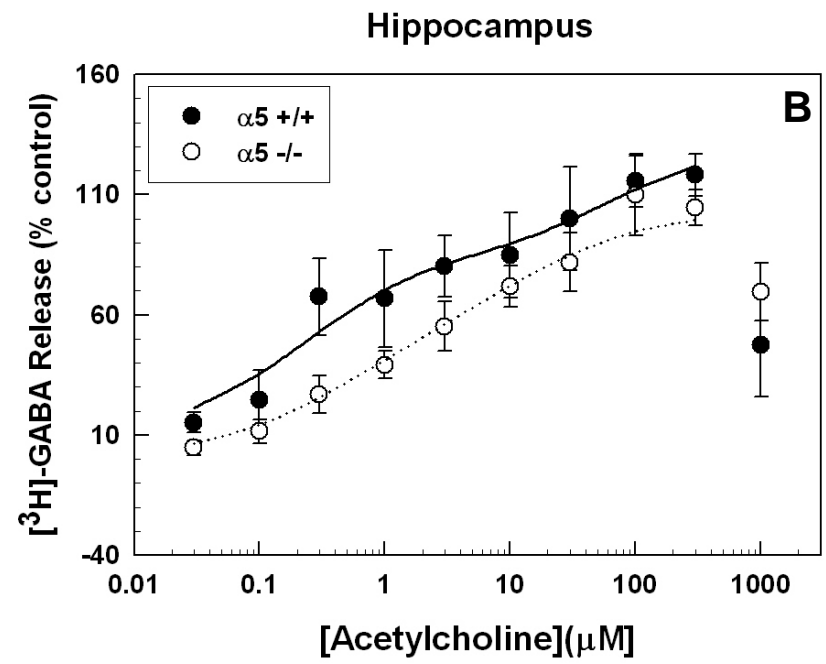 Hippocampus
160
110
60
10
-40
B
α5 +/+
α5 -/-
[³H]-GABA Release (% control)
0.01 0.1 1 10 100 1000
[Acetylcholine](μM]